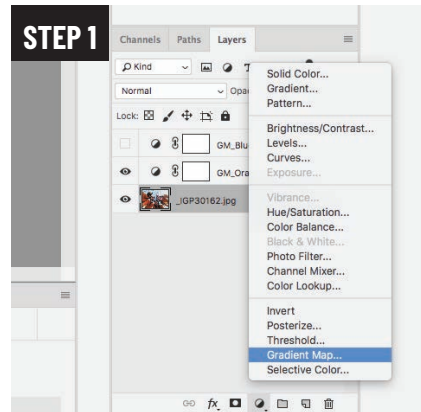 STEP 1
Channels Paths Layers
Kind
Normal Opa
Lock:
GM_Blu
GM_Ora
_IGP30162.jpg
fx
Solid Color...
Gradient...
Pattern...
Brightness/Contrast...
Levels...
Curves...
Exposure...
Vibrance...
Hue/Saturation...
Color Balance...
Black & White...
Photo Filter...
Channel Mixer...
Color Lookup...
Invert
Posterize...
Threshold...
Gradient Map...
Selective Color...